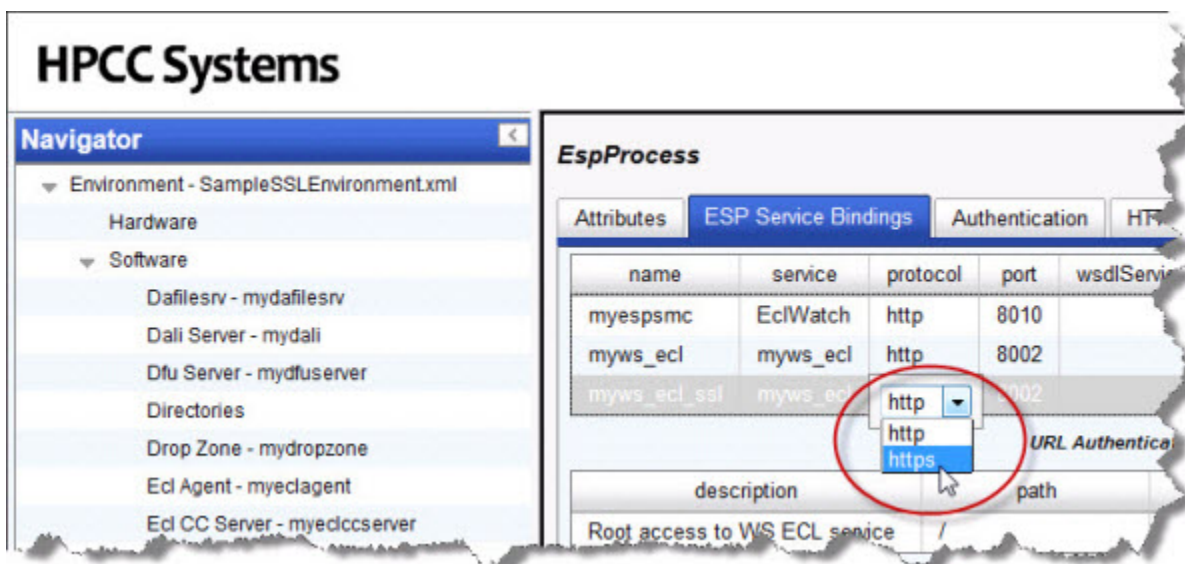 HPCC Systems
Navigator
Environment - SampleSSLEnvironment.xml
Hardware
Software
Dafilesrv - mydafilesrv
Dali Server - mydali
Dfu Server - mydfuserver
Directories
Drop Zone - mydropzone
Ecl Agent - myeclagent
Ecl CC Server - myeclccserver
EspProcess
Attributes ESP Service Bindings Authentication
name service protocol port
myespsmc EclWatch http 8010
myws_ecl myws_ecl http 8002
myws_ecl_ssl myws_ecl http 8002
http
https
URL
description path
Root access to WS ECL service /